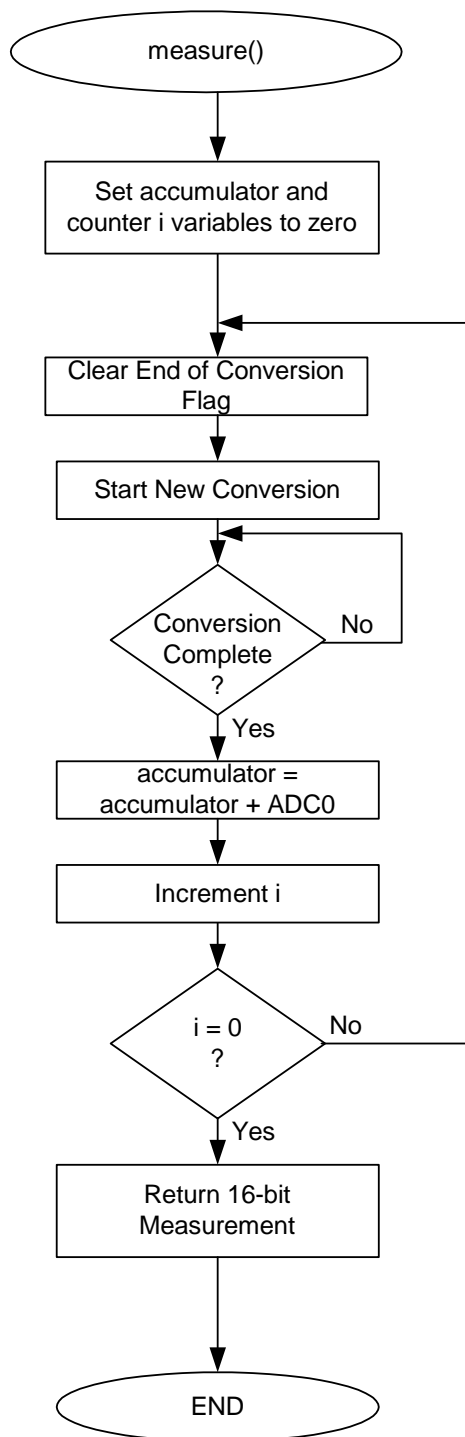 measure()
Set accumulator and
counter i variables to zero
Clear End of Conversion
Flag
Start New Conversion
Conversion
Complete
?
No
Yes
accumulator =
accumulator + ADC0
Increment i
i = 0
?
No
Yes
Return 16-bit
Measurement
END